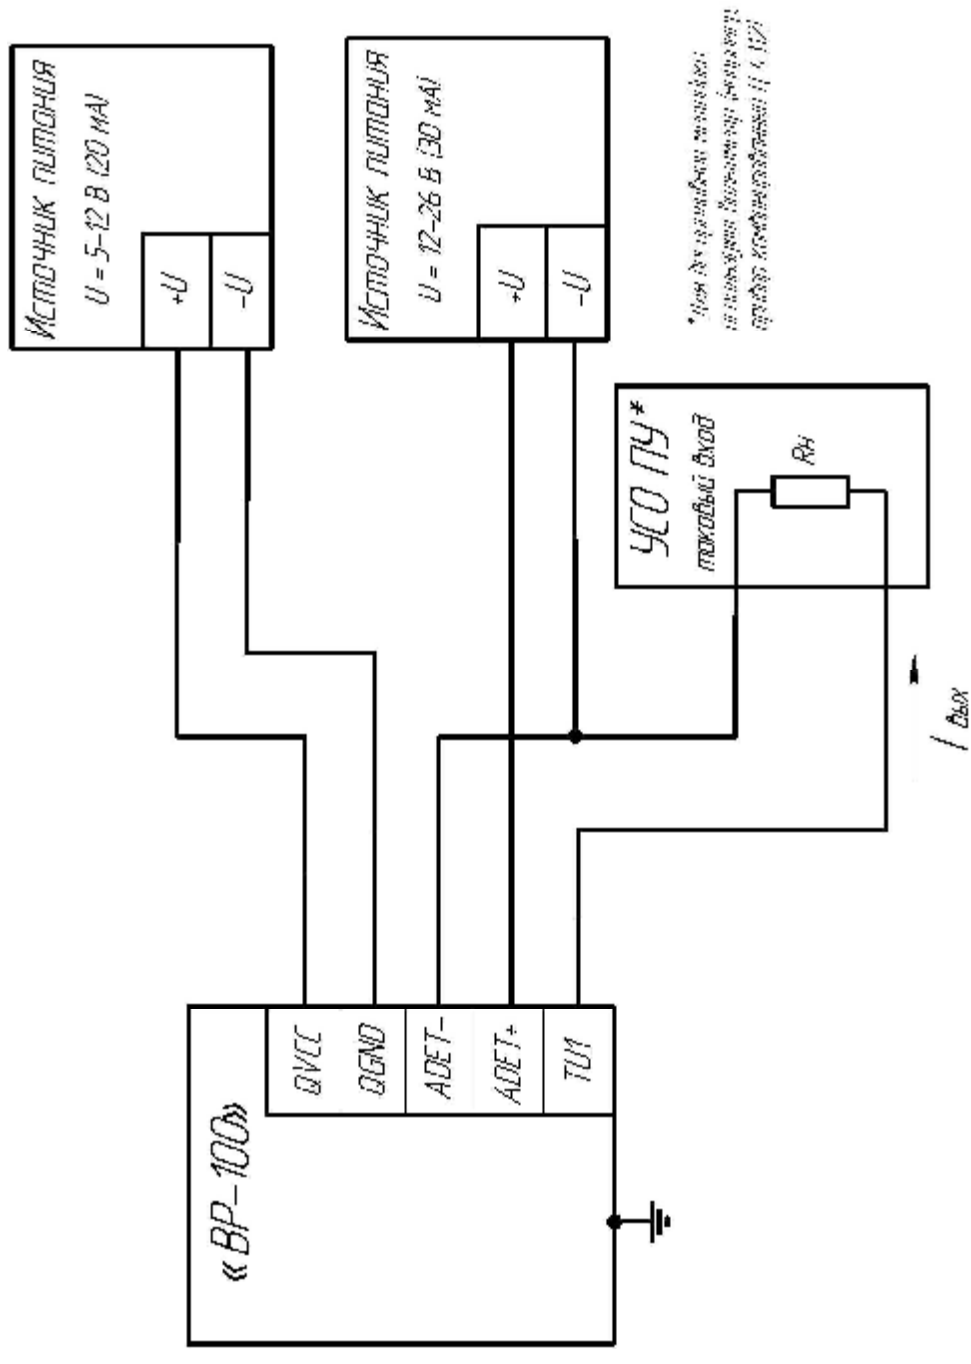 Источник питания
U = 5–12 В (20 мА)
+U
-U
Источник питания
U = 12–26 В (30 мА)
+U
-U
УСО ПУ*
токовый вход
Rн
I вых
«ВР–100»
QVCC
QGND
ADET–
ADET+
TU1